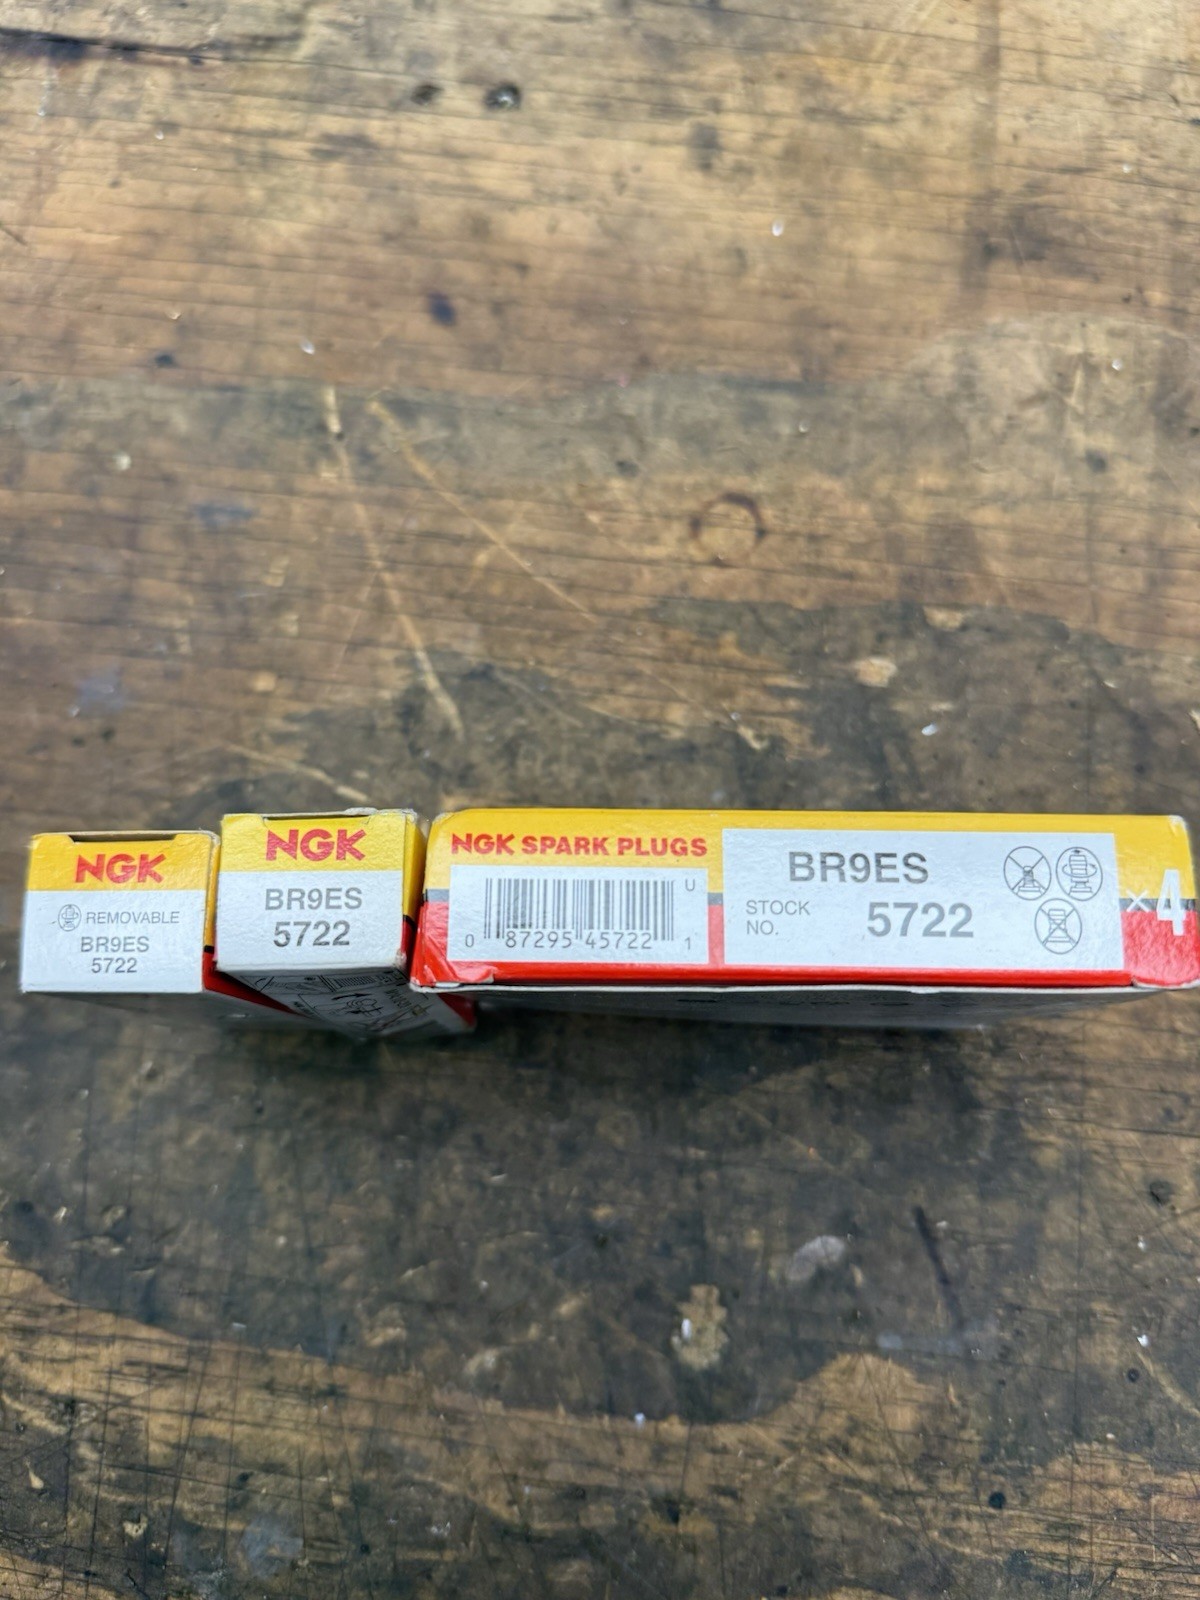 NGK
REMOVABLE
BR9ES
5722
NGK
BR9ES
5722
NGK SPARK PLUGS
U
0 87295 45722 1
BR9ES
STOCK NO. 5722
×4